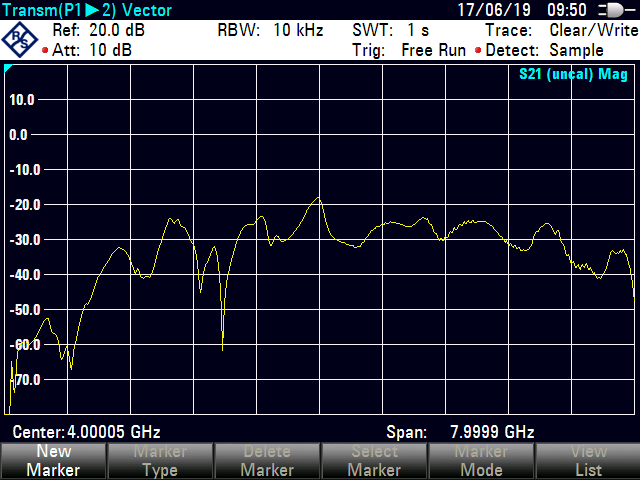 Transm(P1▶2) Vector 17/06/19 09:50
Ref: 20.0 dB RBW: 10 kHz SWT: 1 s Trace: Clear/Write
Att: 10 dB Trig: Free Run Detect: Sample
R S
S21 (uncal) Mag
10.0
0.0
-10.0
-20.0
-30.0
-40.0
-50.0
-60.0
-70.0
Center: 4.00005 GHz Span: 7.9999 GHz
New Marker Delete Select Marker View
Marker Type Marker Marker Mode List